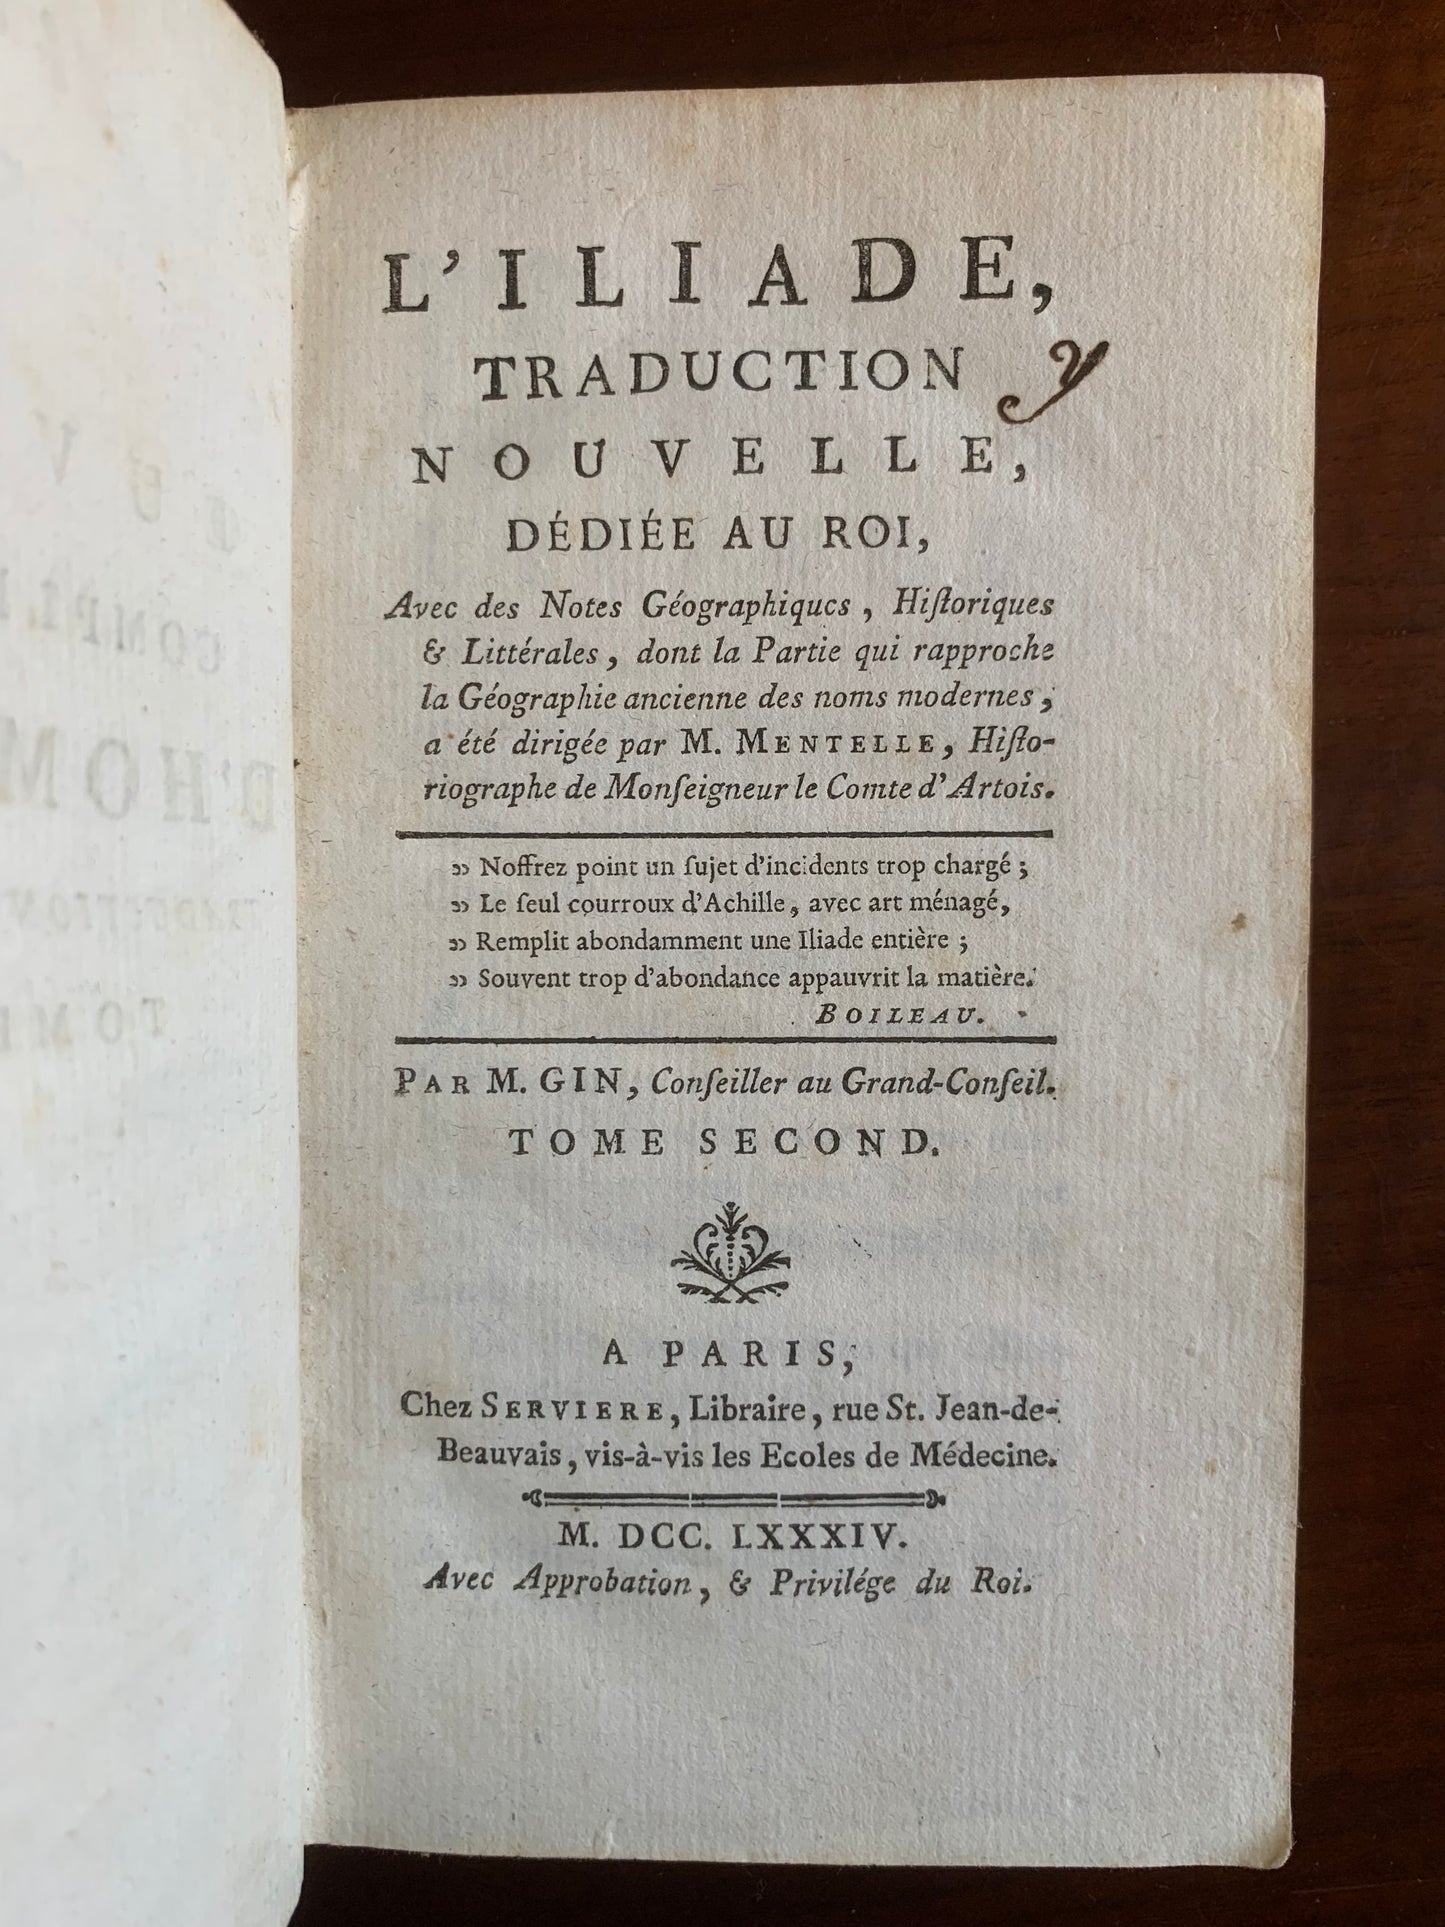 L'ILIADE,
TRADUCTION
NOUVELLE,
DÉDIÉE AU ROI,
Avec des Notes Géographiques, Hiſtoriques
& Littérales, dont la Partie qui rapproche
la Géographie ancienne des noms modernes,
a été dirigée par M. MENTELLE, Hiſto-
riographe de Monſeigneur le Comte d'Artois.
» Noffrez point un ſujet d'incidents trop chargé ;
» Le ſeul courroux d'Achille, avec art ménagé,
» Remplit abondamment une Iliade entière ;
» Souvent trop d'abondance appauvrit la matière.
BOILEAU.
PAR M. GIN, Conſeiller au Grand-Conſeil.
TOME SECOND.
A PARIS,
Chez SERVIERE, Libraire, rue St. Jean-de-
Beauvais, vis-à-vis les Ecoles de Médecine.
M. DCC. LXXXIV.
Avec Approbation, & Privilége du Roi.